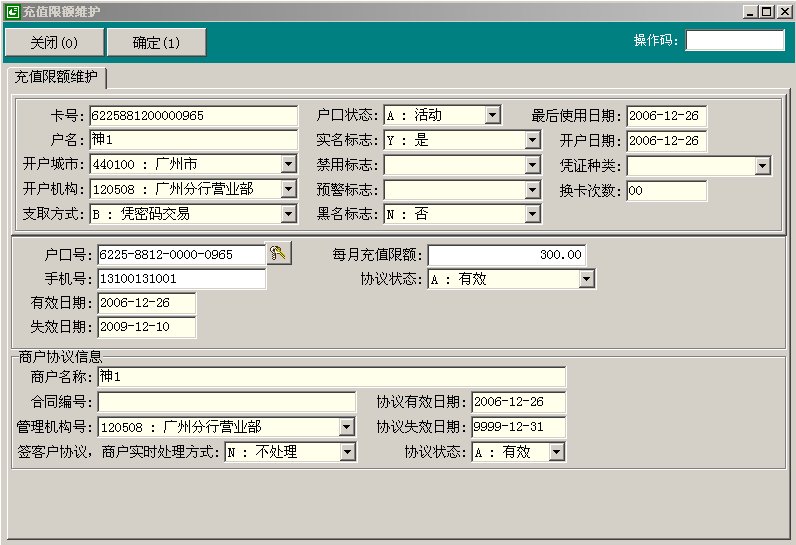 充值限额维护
关闭(0) 确定(1) 操作码:
充值限额维护
卡号: 6225881200000965 户口状态: A : 活动 最后使用日期: 2006-12-26
户名: 神1 实名标志: Y : 是 开户日期: 2006-12-26
开户城市: 440100 : 广州市 禁用标志: 凭证种类:
开户机构: 120508 : 广州分行营业部 预警标志: 换卡次数: 00
支取方式: B : 凭密码交易 黑名标志: N : 否
户口号: 6225-8812-0000-0965 每月充值限额: 300.00
手机号: 13100131001 协议状态: A : 有效
有效日期: 2006-12-26
失效日期: 2009-12-10
商户协议信息
商户名称: 神1
合同编号: 协议有效日期: 2006-12-26
管理机构号: 120508 : 广州分行营业部 协议失效日期: 9999-12-31
签客户协议,商户实时处理方式: N : 不处理 协议状态: A : 有效